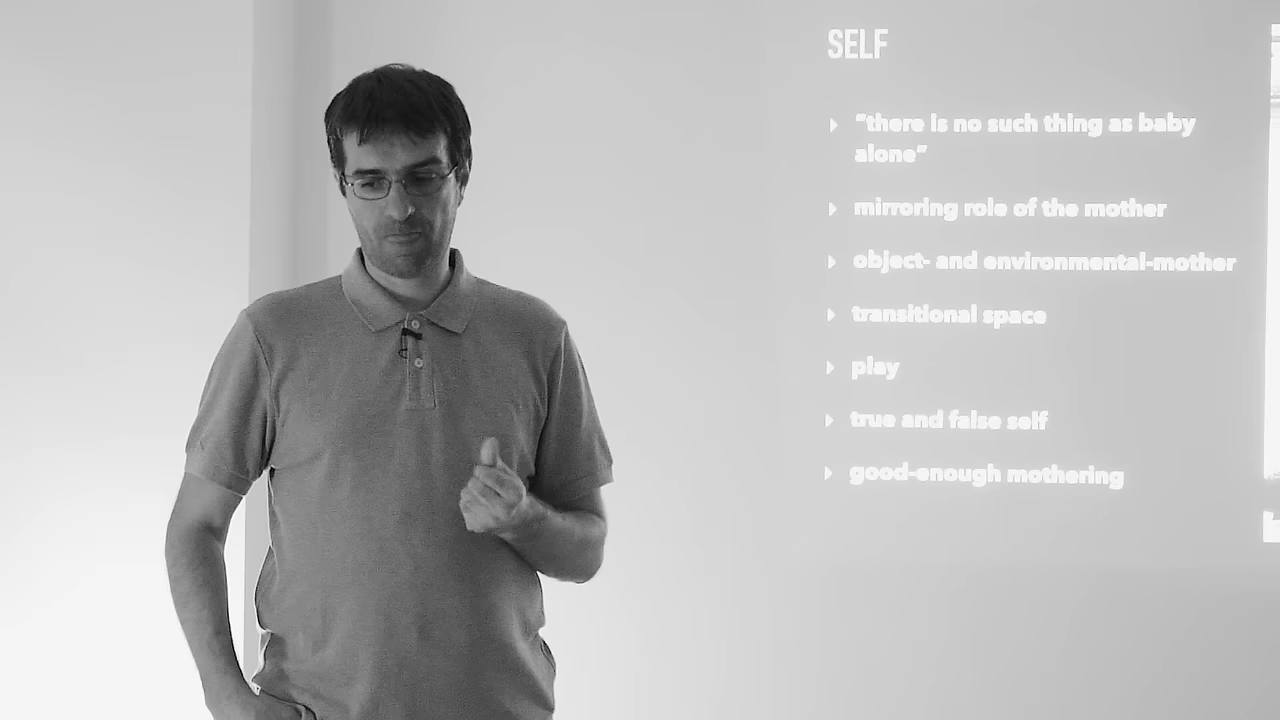 SELF
“there is no such thing as baby
alone”
mirroring role of the mother
object- and environmental-mother
transitional space
play
true and false self
good-enough mothering